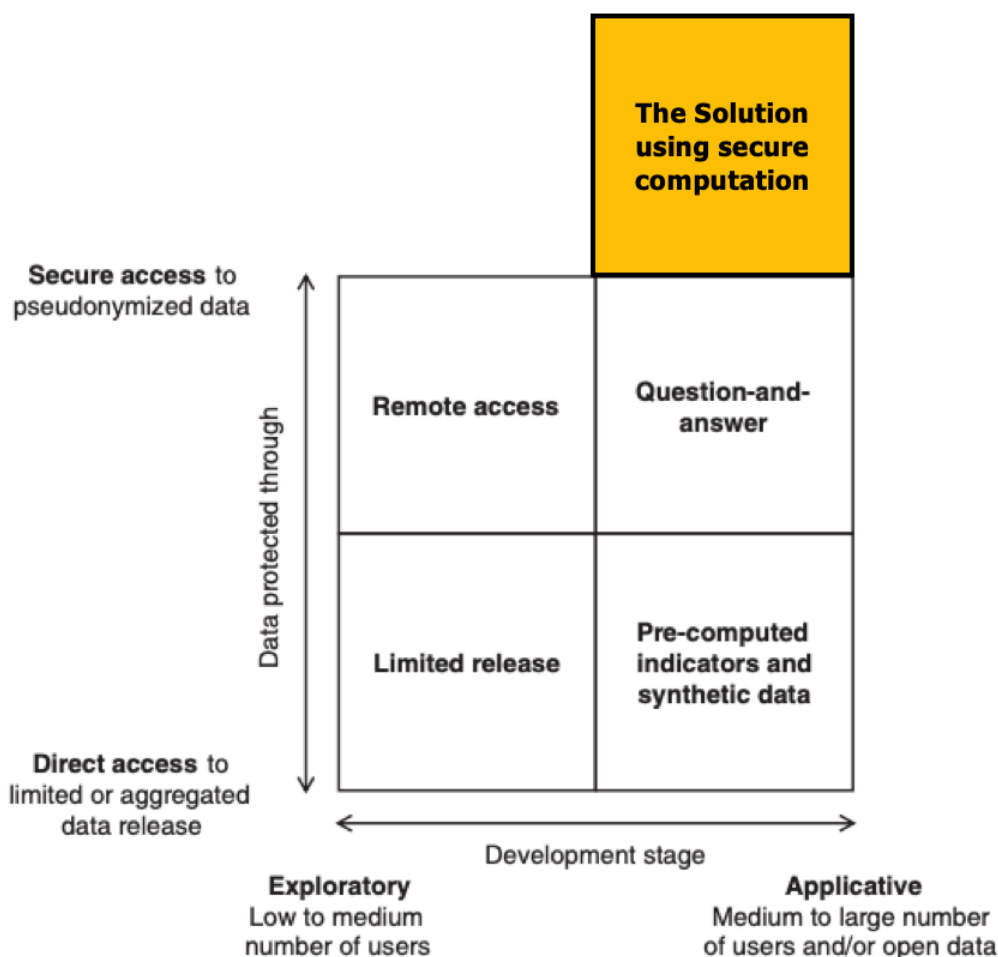 The Solution
using secure
computation
Secure access to
pseudonymized data
Remote access
Question-and-
answer
Data protected through
Limited release
Pre-computed
indicators and
synthetic data
Direct access to
limited or aggregated
data release
Development stage
Exploratory
Low to medium
number of users
Applicative
Medium to large number
of users and/or open data